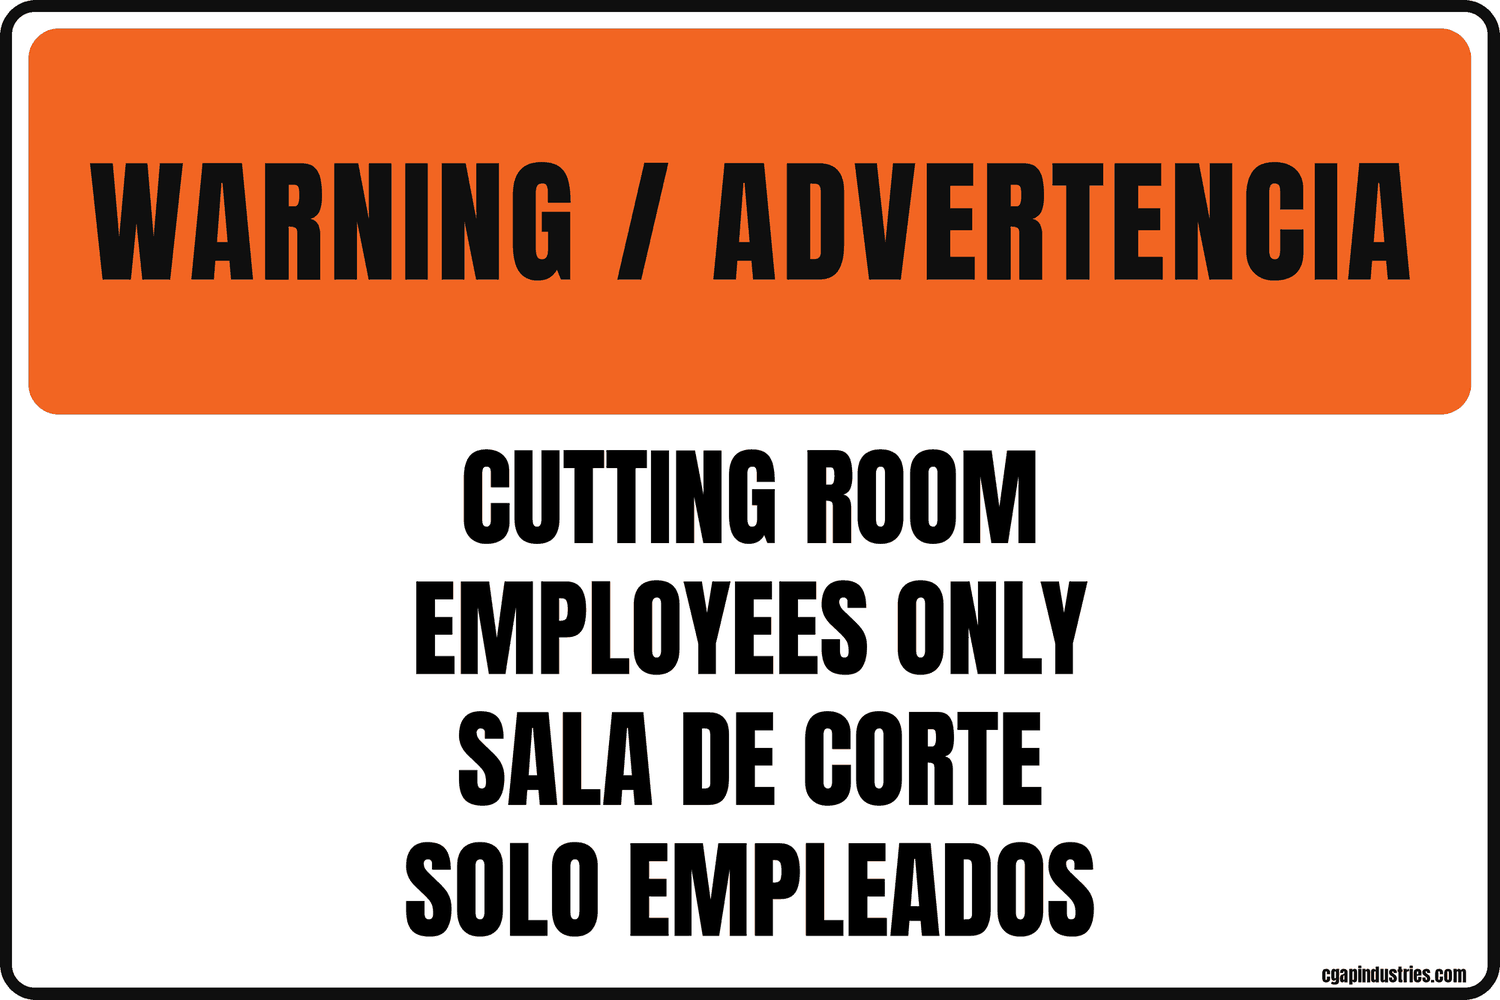 WARNING / ADVERTENCIA
CUTTING ROOM
EMPLOYEES ONLY
SALA DE CORTE
SOLO EMPLEADOS
cgapindustries.com